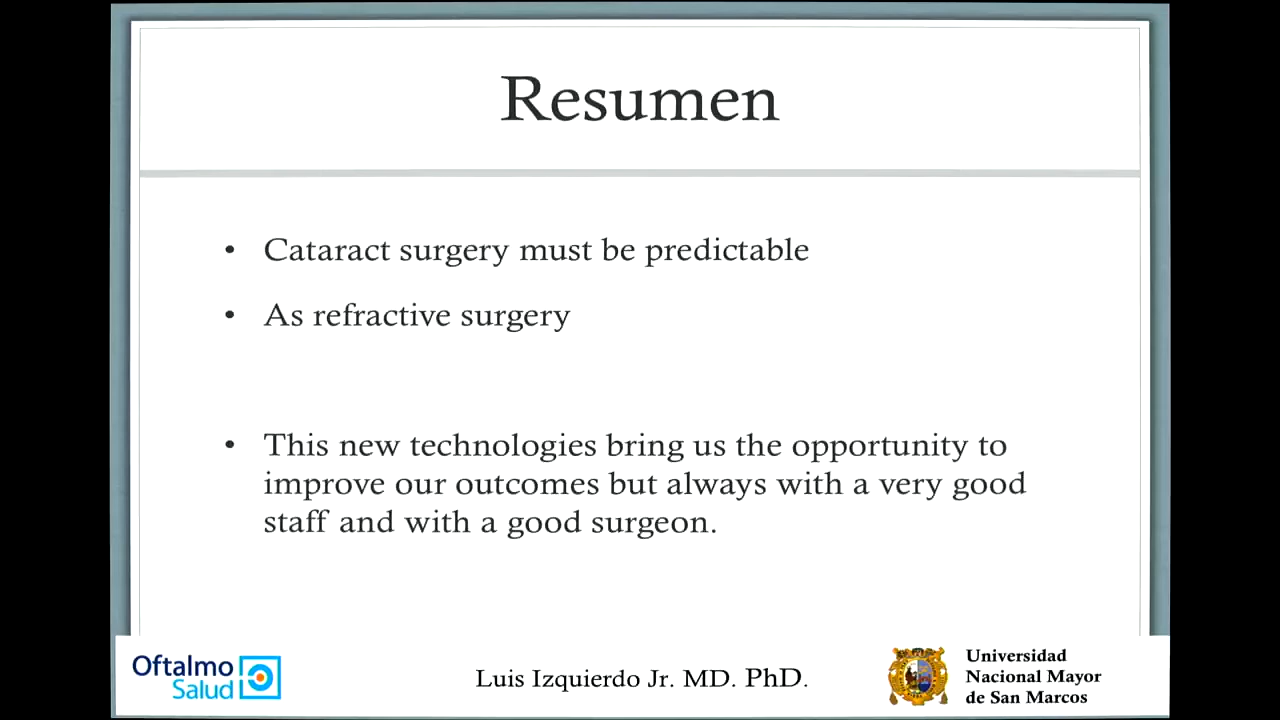 Resumen
• Cataract surgery must be predictable
• As refractive surgery
• This new technologies bring us the opportunity to
improve our outcomes but always with a very good
staff and with a good surgeon.
Oftalmo
Salud
Luis Izquierdo Jr. MD. PhD.
Universidad
Nacional Mayor
de San Marcos